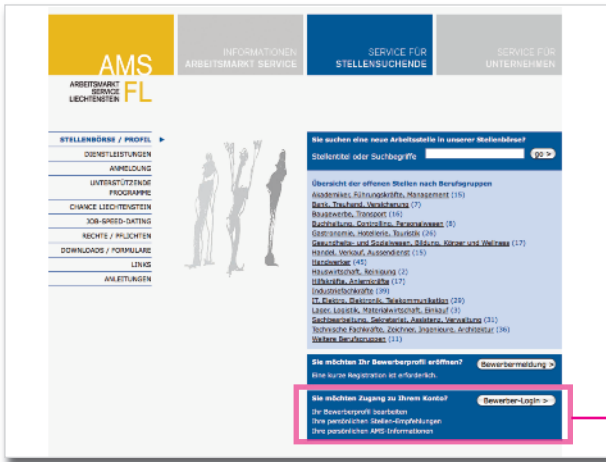 AMS
FL
ARBEITSMARKT
SERVICE
LIECHTENSTEIN
INFORMATIONEN
ARBEITSMARKT SERVICE
SERVICE FÜR
STELLENSUCHENDE
SERVICE FÜR
UNTERNEHMEN
STELLENBÖRSE / PROFIL
DIENSTLEISTUNGEN
ANMELDUNG
UNTERSTÜTZENDE
PROGRAMME
CHANCE LIECHTENSTEIN
JOB-SPEED-DATING
RECHTE / PFLICHTEN
DOWNLOADS / FORMULARE
LINKS
ANLEITUNGEN
Sie suchen eine neue Arbeitsstelle in unserer Stellenbörse?
Stellentitel oder Suchbegriffe
go >
Übersicht der offenen Stellen nach Berufsgruppen
Akademiker, Führungskräfte, Management (15)
Bank, Treuhand, Versicherung (7)
Baugewerbe, Transport (16)
Buchhaltung, Controlling, Personalwesen (8)
Gastronomie, Hotellerie, Touristik (26)
Gesundheits- und Sozialwesen, Bildung, Körper und Wellness (17)
Handel, Verkauf, Aussendienst (15)
Handwerker (45)
Hauswirtschaft, Reinigung (2)
Hilfskräfte, Anlernkräfte (17)
Industriefachkräfte (39)
IT, Elektro, Elektronik, Telekommunikation (29)
Lager, Logistik, Materialwirtschaft, Einkauf (3)
Sachbearbeitung, Sekretariat, Assistenz, Verwaltung (31)
Technische Fachkräfte, Zeichner, Ingenieure, Architektur (36)
Weitere Berufsgruppen (11)
Sie möchten Ihr Bewerberprofil eröffnen?
Bewerbermeldung >
Eine kurze Registration ist erforderlich.
Sie möchten Zugang zu Ihrem Konto?
Bewerber-Login >
Ihr Bewerberprofil bearbeiten
Ihre persönlichen Stellen-Empfehlungen
Ihre persönlichen AMS-Informationen